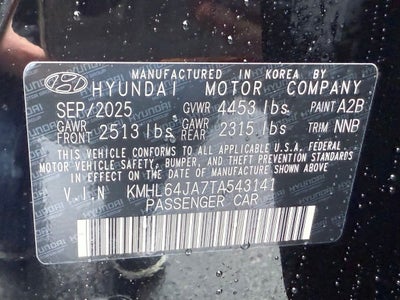 MANUFACTURED IN KOREA BY
HYUNDAI MOTOR COMPANY
SEP/2025 GVWR 4453 lbs PAINT A2B
GAWR FRONT 2513 lbs GAWR REAR 2315 lbs TRIM NNB
THIS VEHICLE CONFORMS TO ALL APPLICABLE U.S.A. FEDERAL
MOTOR VEHICLE SAFETY, BUMPER, AND THEFT PREVENTION
STANDARDS IN EFFECT ON THE DATE OF MANUFACTURE SHOWN ABOVE.
V I N KMHL64JA7TA543141
PASSENGER CAR